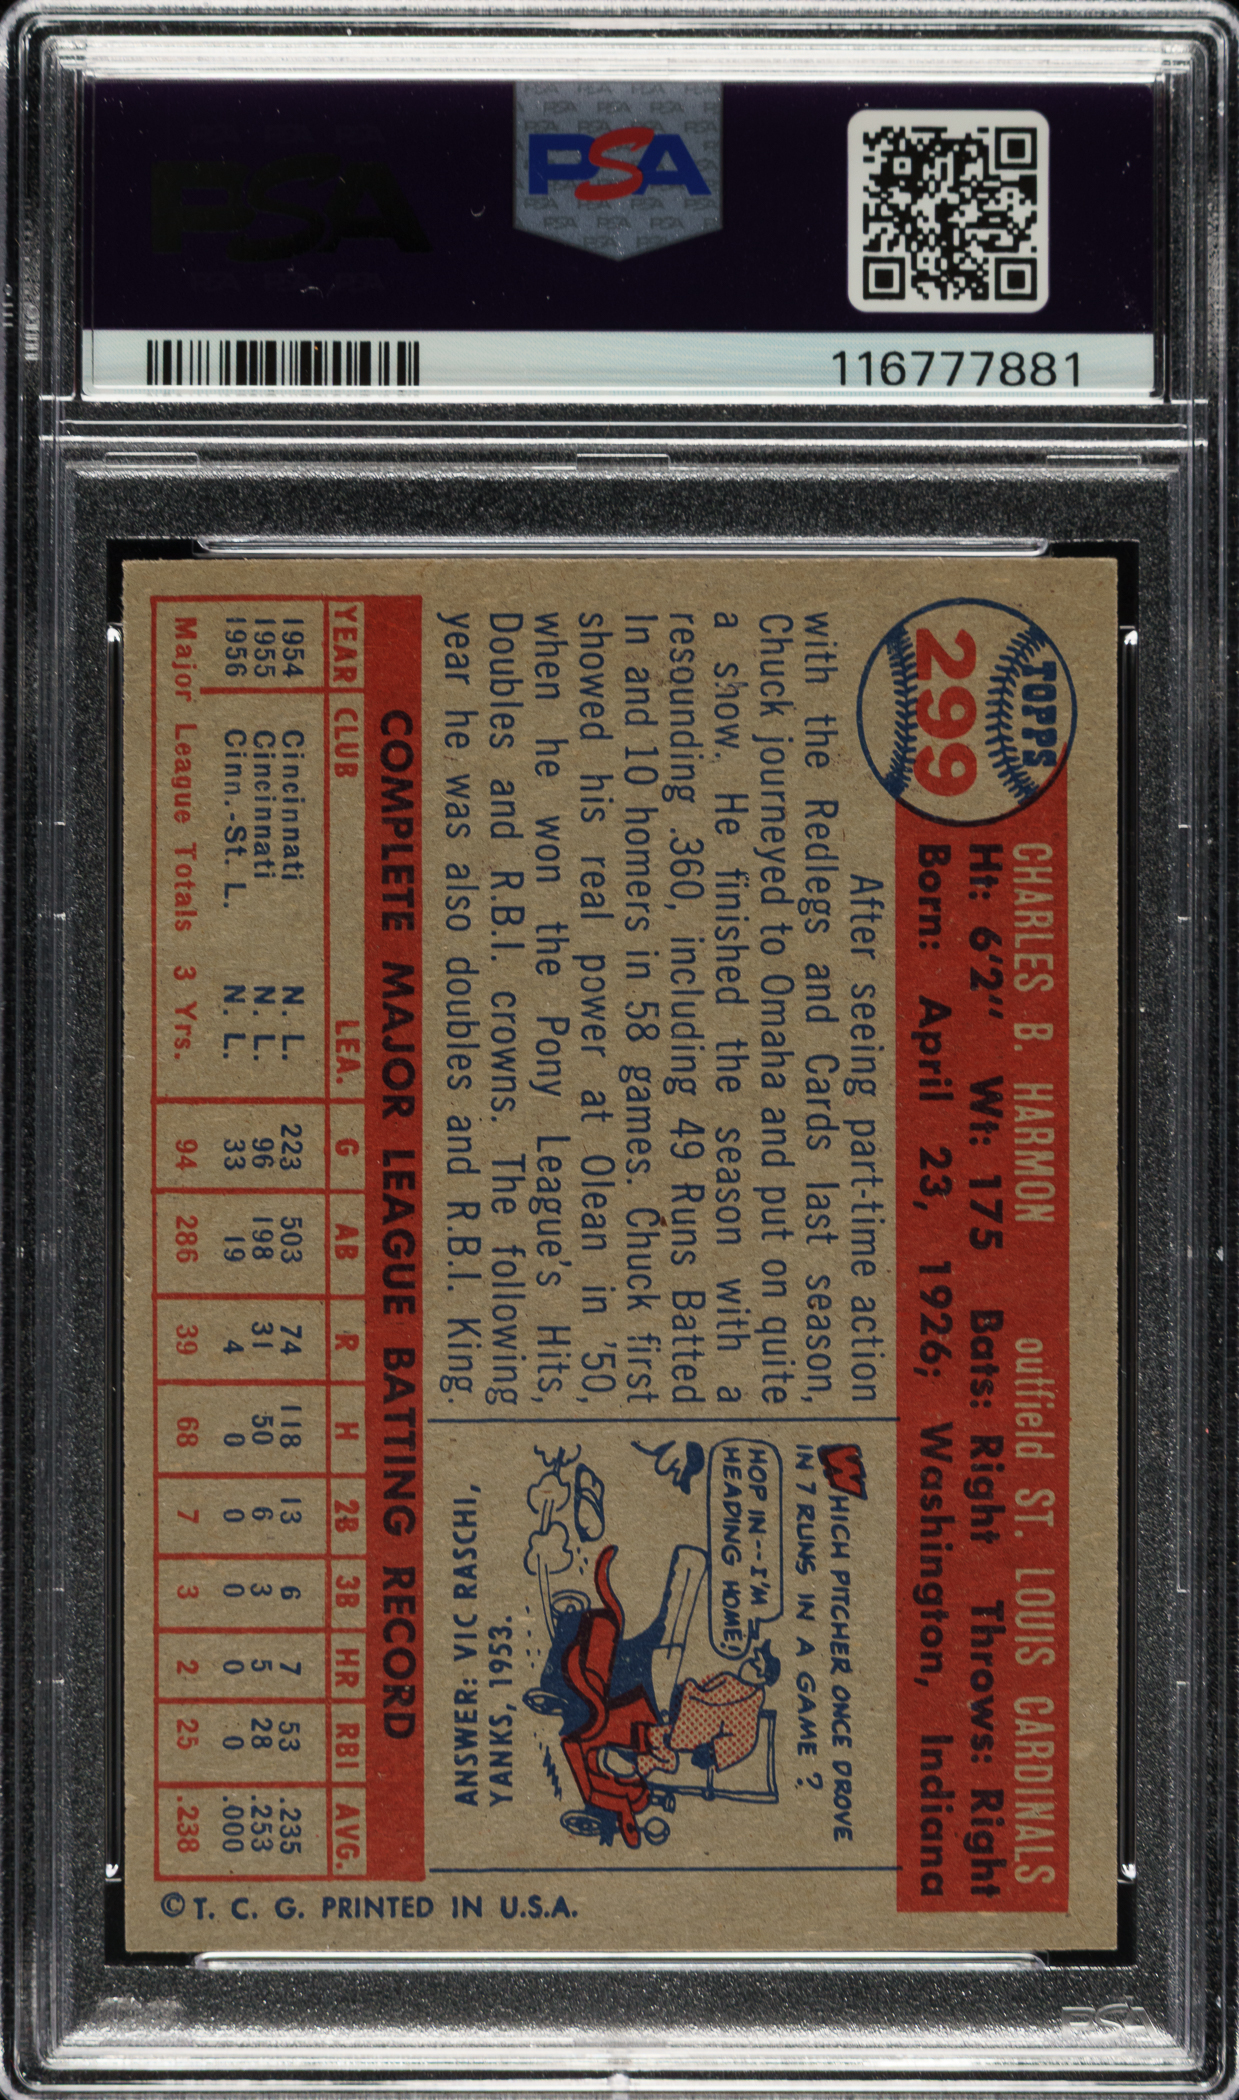 PSA
116777881
TOPPS
299
CHARLES B. HARMON outfield ST. LOUIS CARDINALS
Ht: 6'2" Wt: 175 Bats: Right Throws: Right
Born: April 23, 1926; Washington, Indiana
After seeing part-time action
with the Redlegs and Cards last season,
Chuck journeyed to Omaha and put on quite
a show. He finished the season with a
resounding .360, including 49 Runs Batted
In and 10 homers in 58 games. Chuck first
showed his real power at Olean in '50,
when he won the Pony League's Hits,
Doubles and R.B.I. crowns. The following
year he was also doubles and R.B.I. King.
WHICH PITCHER ONCE DROVE
IN 7 RUNS IN A GAME?
HOP IN--I'M
HEADING HOME!
ANSWER: VIC RASCHI,
YANKS', 1953.
COMPLETE MAJOR LEAGUE BATTING RECORD
YEAR CLUB LEA. G AB R H 2B 3B HR RBI AVG.
1954 Cincinnati N. L. 223 503 74 118 13 6 7 53 .235
1955 Cincinnati N. L. 96 198 31 50 6 3 5 28 .253
1956 Cinn.-St. L. N. L. 33 19 4 0 0 0 0 0 .000
Major League Totals 3 Yrs. 94 286 39 68 7 3 2 25 .238
© T. C. G. PRINTED IN U.S.A.
PSA